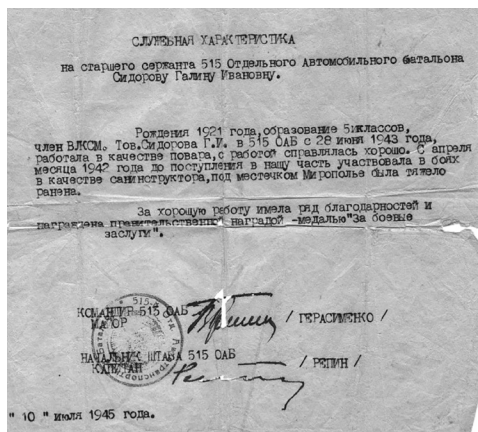 СЛУЖЕБНАЯ ХАРАКТЕРИСТИКА
на старшего сержанта 515 Отдельного Автомобильного батальона
Сидорову Галину Ивановну.
Рождения 1921 года, образование 5классов,
член ВЛКСМ. Тов.Сидорова Г.И. в 515 ОАБ с 28 июня 1943 года,
работала в качестве повара,с работой справлялась хорошо. С апреля
месяца 1942 года до поступления в нашу часть участвовала в боях
в качестве санинструктора,под местечком Мирополье была тяжело
ранена.
За хорошую работу имела ряд благодарностей и
награждена правительственной наградой -медалью"За боевые
заслуги".
КОМАНДИР 515 ОАБ
МАЙОР / ГЕРАСИМЕНКО /
НАЧАЛЬНИК ШТАБА 515 ОАБ
КАПИТАН / РЕПИН /
" 10 " июля 1945 года.